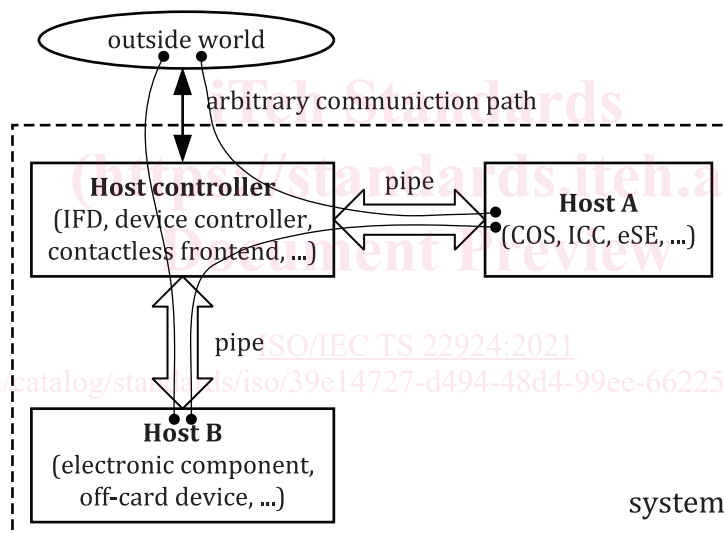 outside world
iTeh Standards
arbitrary communiction path
(https://standards.iteh.a
Host controller
(IFD, device controller,
contactless frontend, ...)
pipe
Host A
(COS, ICC, eSE, ...)
Document Preview
pipe
ISO/IEC TS 22924:2021
/catalog/standards/iso/39e14727-d494-48d4-99ee-66225
Host B
(electronic component,
off-card device, ...)
system